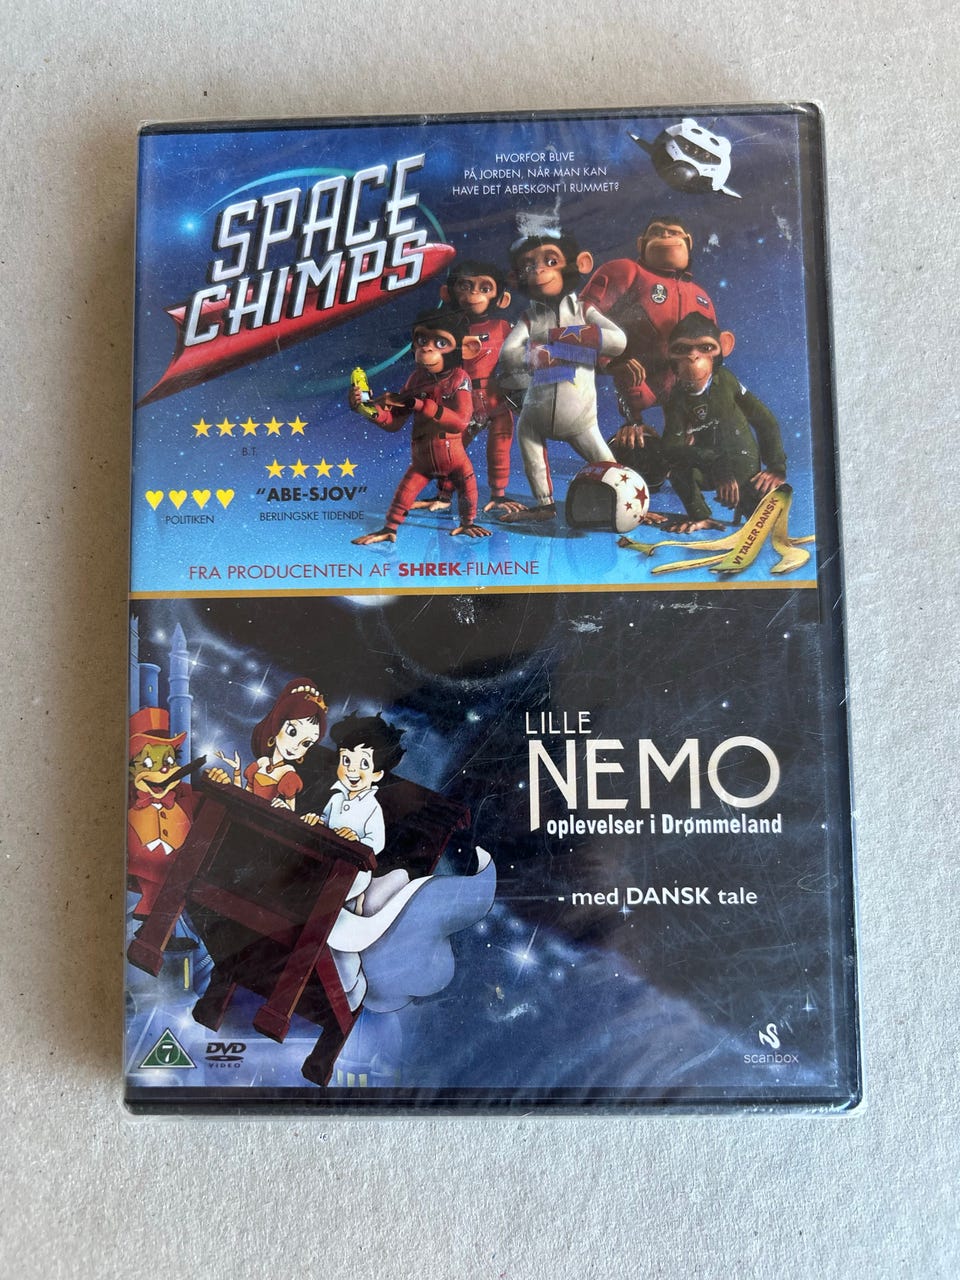 SPACE
CHIMPS
HVORFOR BLIVE
PÅ JORDEN, NÅR MAN KAN
HAVE DET ABESKØNT I RUMMET?
B.T.
"ABE-SJOV"
BERLINGSKE TIDENDE
POLITIKEN
VI TALER DANSK
FRA PRODUCENTEN AF SHREK-FILMENE
LILLE
NEMO
oplevelser i Drømmeland
- med DANSK tale
7
DVD
VIDEO
scanbox